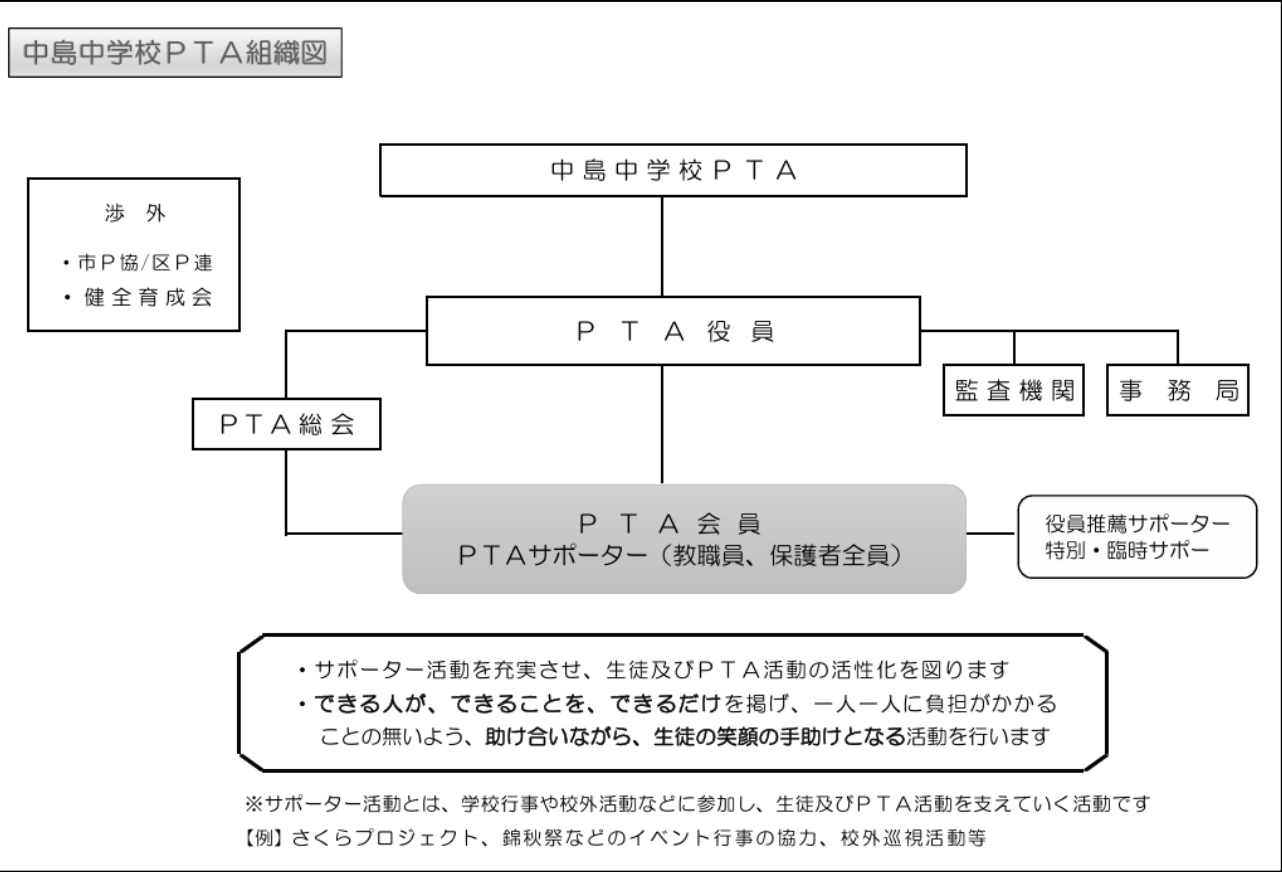 中島中学校ＰＴＡ組織図
中島中学校ＰＴＡ
渉　外
・市Ｐ協/区Ｐ連
・健全育成会
ＰＴＡ役員
監査機関
事務局
ＰＴＡ総会
ＰＴＡ会員
ＰＴＡサポーター（教職員、保護者全員）
役員推薦サポーター
特別・臨時サポー
・サポーター活動を充実させ、生徒及びＰＴＡ活動の活性化を図ります
・できる人が、できることを、できるだけを掲げ、一人一人に負担がかかる
ことの無いよう、助け合いながら、生徒の笑顔の手助けとなる活動を行います
※サポーター活動とは、学校行事や校外活動などに参加し、生徒及びＰＴＡ活動を支えていく活動です
【例】さくらプロジェクト、錦秋祭などのイベント行事の協力、校外巡視活動等